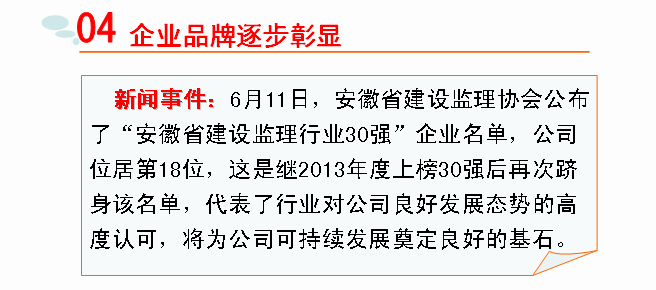 04 企业品牌逐步彰显
新闻事件：6月11日，安徽省建设监理协会公布
了“安徽省建设监理行业30强”企业名单，公司
位居第18位，这是继2013年度上榜30强后再次跻
身该名单，代表了行业对公司良好发展态势的高
度认可，将为公司可持续发展奠定良好的基石。